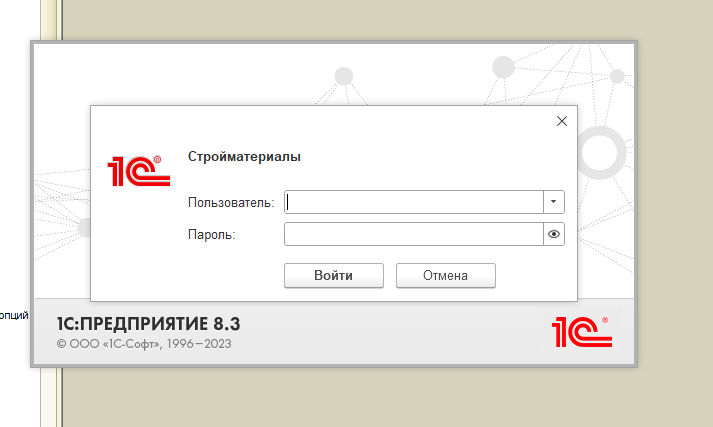 1С®
Стройматериалы
Пользователь:
Пароль:
Войти
Отмена
опций
1С:ПРЕДПРИЯТИЕ 8.3
© ООО «1С-Софт», 1996–2023
1С®